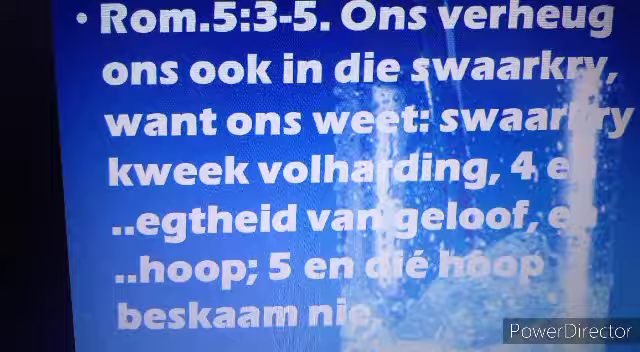 • Rom.5:3-5. Ons verheug
ons ook in die swaarkry,
want ons weet: swaarkry
kweek volharding, 4 en
..egtheid van geloof, en
..hoop; 5 en dié hoop
beskaam nie
PowerDirector